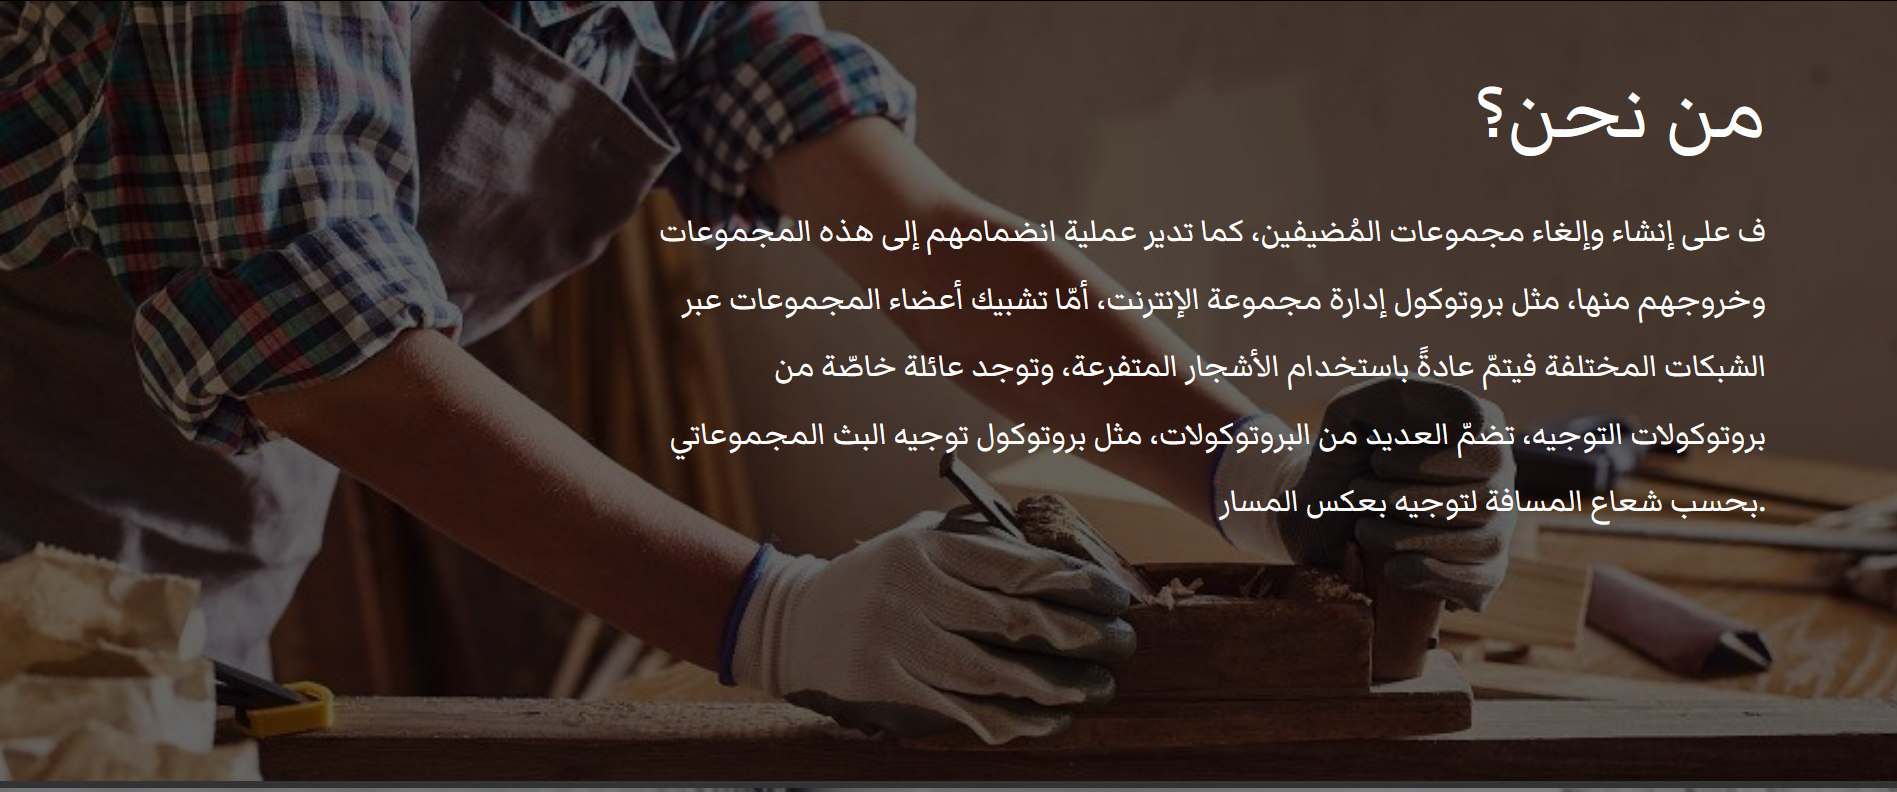 من نحن؟
ف على إنشاء وإلغاء مجموعات المُضيفين، كما تدير عملية انضمامهم إلى هذه المجموعات
وخروجهم منها، مثل بروتوكول إدارة مجموعة الإنترنت، أمّا تشبيك أعضاء المجموعات عبر
الشبكات المختلفة فيتمّ عادةً باستخدام الأشجار المتفرعة، وتوجد عائلة خاصّة من
بروتوكولات التوجيه، تضمّ العديد من البروتوكولات، مثل بروتوكول توجيه البث المجموعاتي
.بحسب شعاع المسافة لتوجيه بعكس المسار